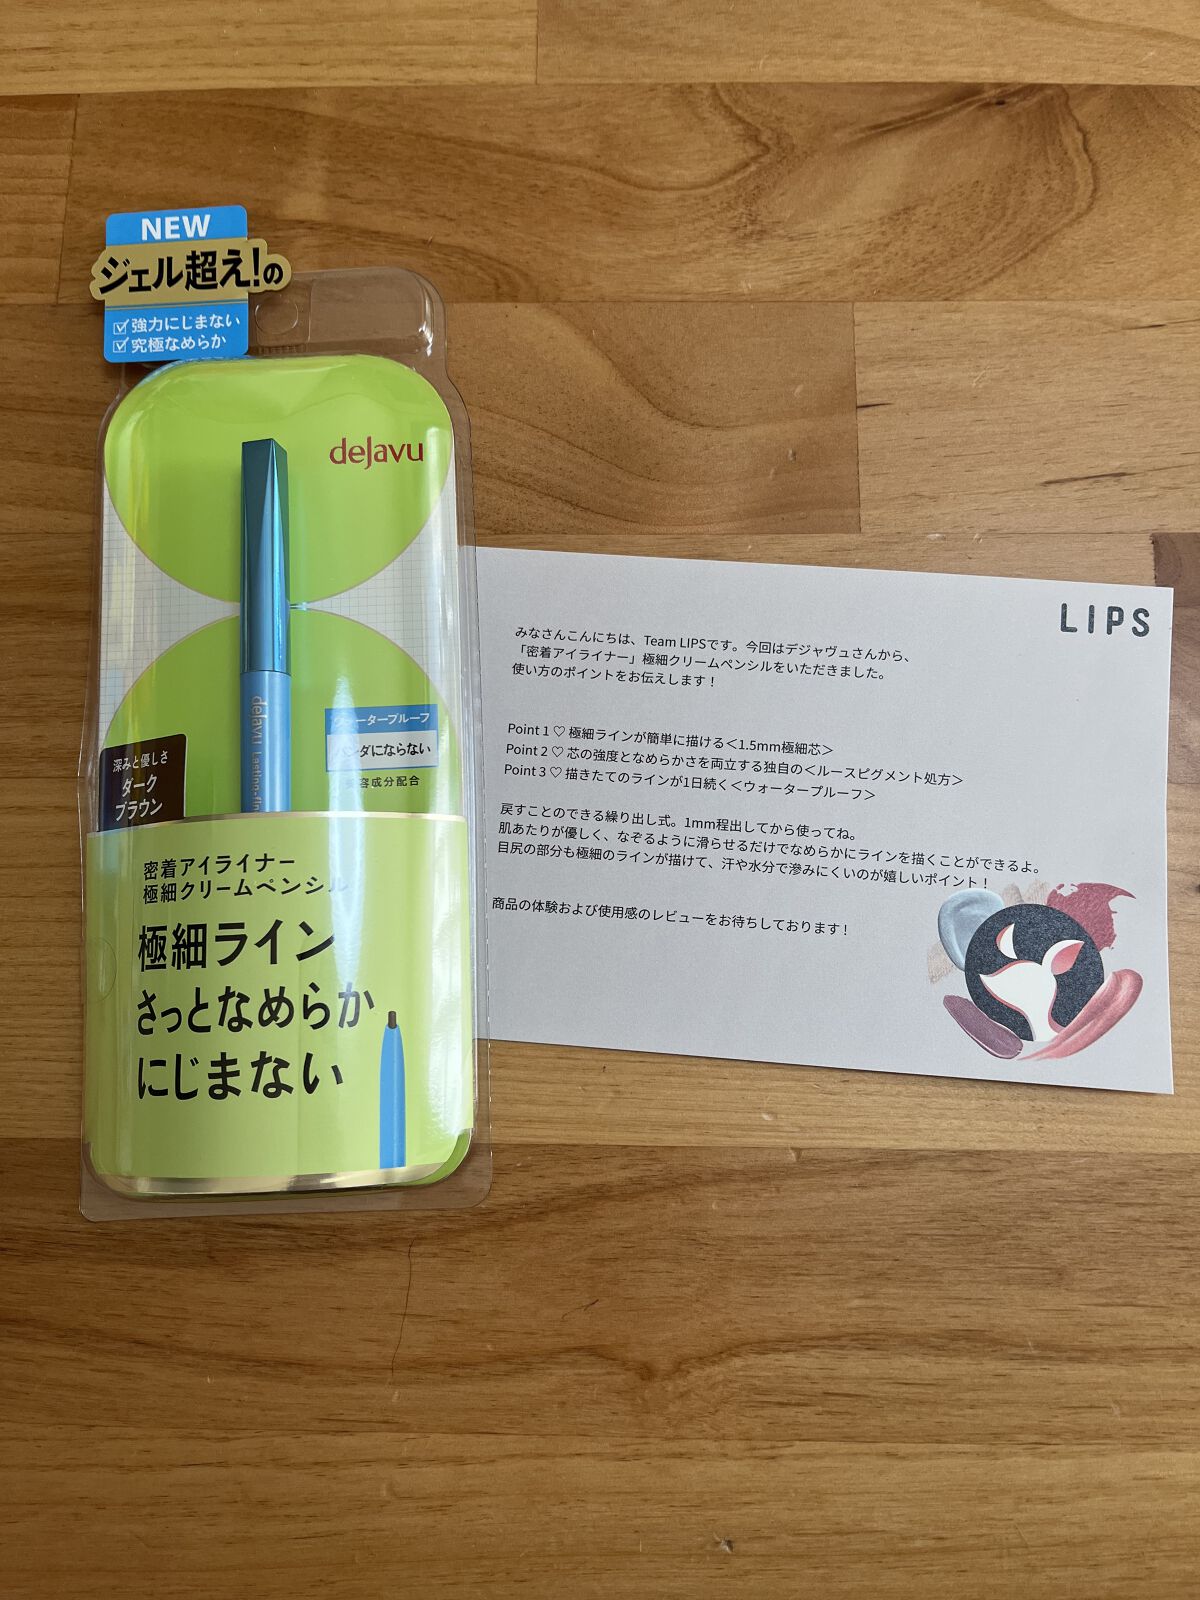 NEW
ジェル超え!の
強力ににじまない
究極なめらか
dejavu
dejavu Lasting-fin
ウォータープルーフ
パンダにならない
美容成分配合
深みと優しさ
ダーク
ブラウン
密着アイライナー
極細クリームペンシル
極細ライン
さっとなめらか
にじまない
LIPS
みなさんこんにちは、Team LIPSです。今回はデジャヴュさんから、
「密着アイライナー」極細クリームペンシルをいただきました。
使い方のポイントをお伝えします！
Point 1 ♡ 極細ラインが簡単に描ける＜1.5mm極細芯＞
Point 2 ♡ 芯の強度となめらかさを両立する独自の＜ルースピグメント処方＞
Point 3 ♡ 描きたてのラインが1日続く＜ウォータープルーフ＞
戻すことのできる繰り出し式。1mm程出してから使ってね。
肌あたりが優しく、なぞるように滑らせるだけでなめらかにラインを描くことができるよ。
目尻の部分も極細のラインが描けて、汗や水分で滲みにくいのが嬉しいポイント！
商品の体験および使用感のレビューをお待ちしております！